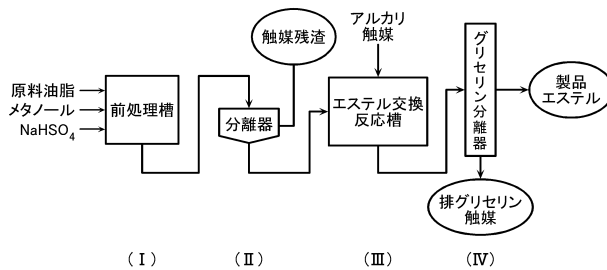 触媒残渣
アルカリ
触媒
原料油脂
メタノール
NaHSO₄
前処理槽
分離器
エステル交換
反応槽
グリセリン分離器
製品
エステル
排グリセリン
触媒
(Ⅰ)
(Ⅱ)
(Ⅲ)
(Ⅳ)